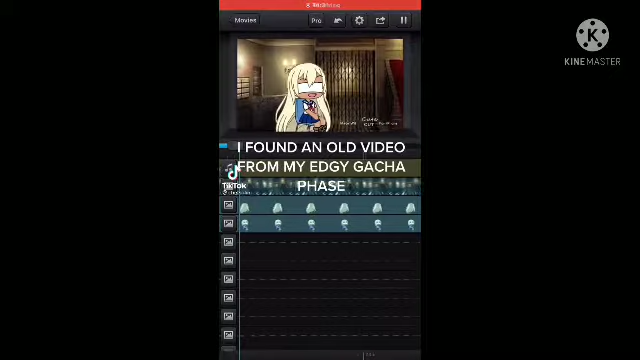 Movies
Pro
KINEMASTER
I FOUND AN OLD VIDEO
FROM MY EDGY GACHA
PHASE
TikTok